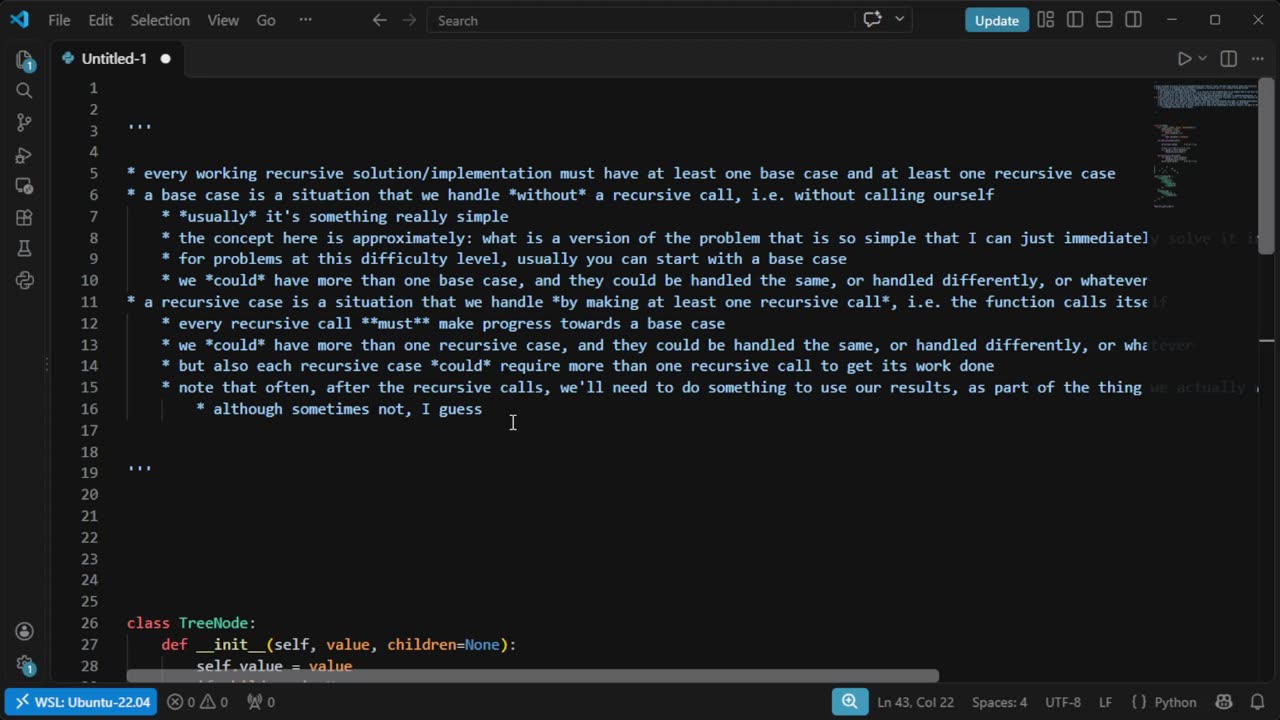 File Edit Selection View Go ··· Search Update
Untitled-1
1
2
3 '''
4
5 * every working recursive solution/implementation must have at least one base case and at least one recursive case
6 * a base case is a situation that we handle *without* a recursive call, i.e. without calling ourself
7 * *usually* it's something really simple
8 * the concept here is approximately: what is a version of the problem that is so simple that I can just immediately solve it
9 * for problems at this difficulty level, usually you can start with a base case
10 * we *could* have more than one base case, and they could be handled the same, or handled differently, or whatever
11 * a recursive case is a situation that we handle *by making at least one recursive call*, i.e. the function calls itself
12 * every recursive call **must** make progress towards a base case
13 * we *could* have more than one recursive case, and they could be handled the same, or handled differently, or whatever
14 * but also each recursive case *could* require more than one recursive call to get its work done
15 * note that often, after the recursive calls, we'll need to do something to use our results, as part of the thing we actually
16 * although sometimes not, I guess
17
18
19 '''
20
21
22
23
24
25
26 class TreeNode:
27 def __init__(self, value, children=None):
28 self.value = value
WSL: Ubuntu-22.04 0 0 0 Ln 43, Col 22 Spaces: 4 UTF-8 LF { } Python